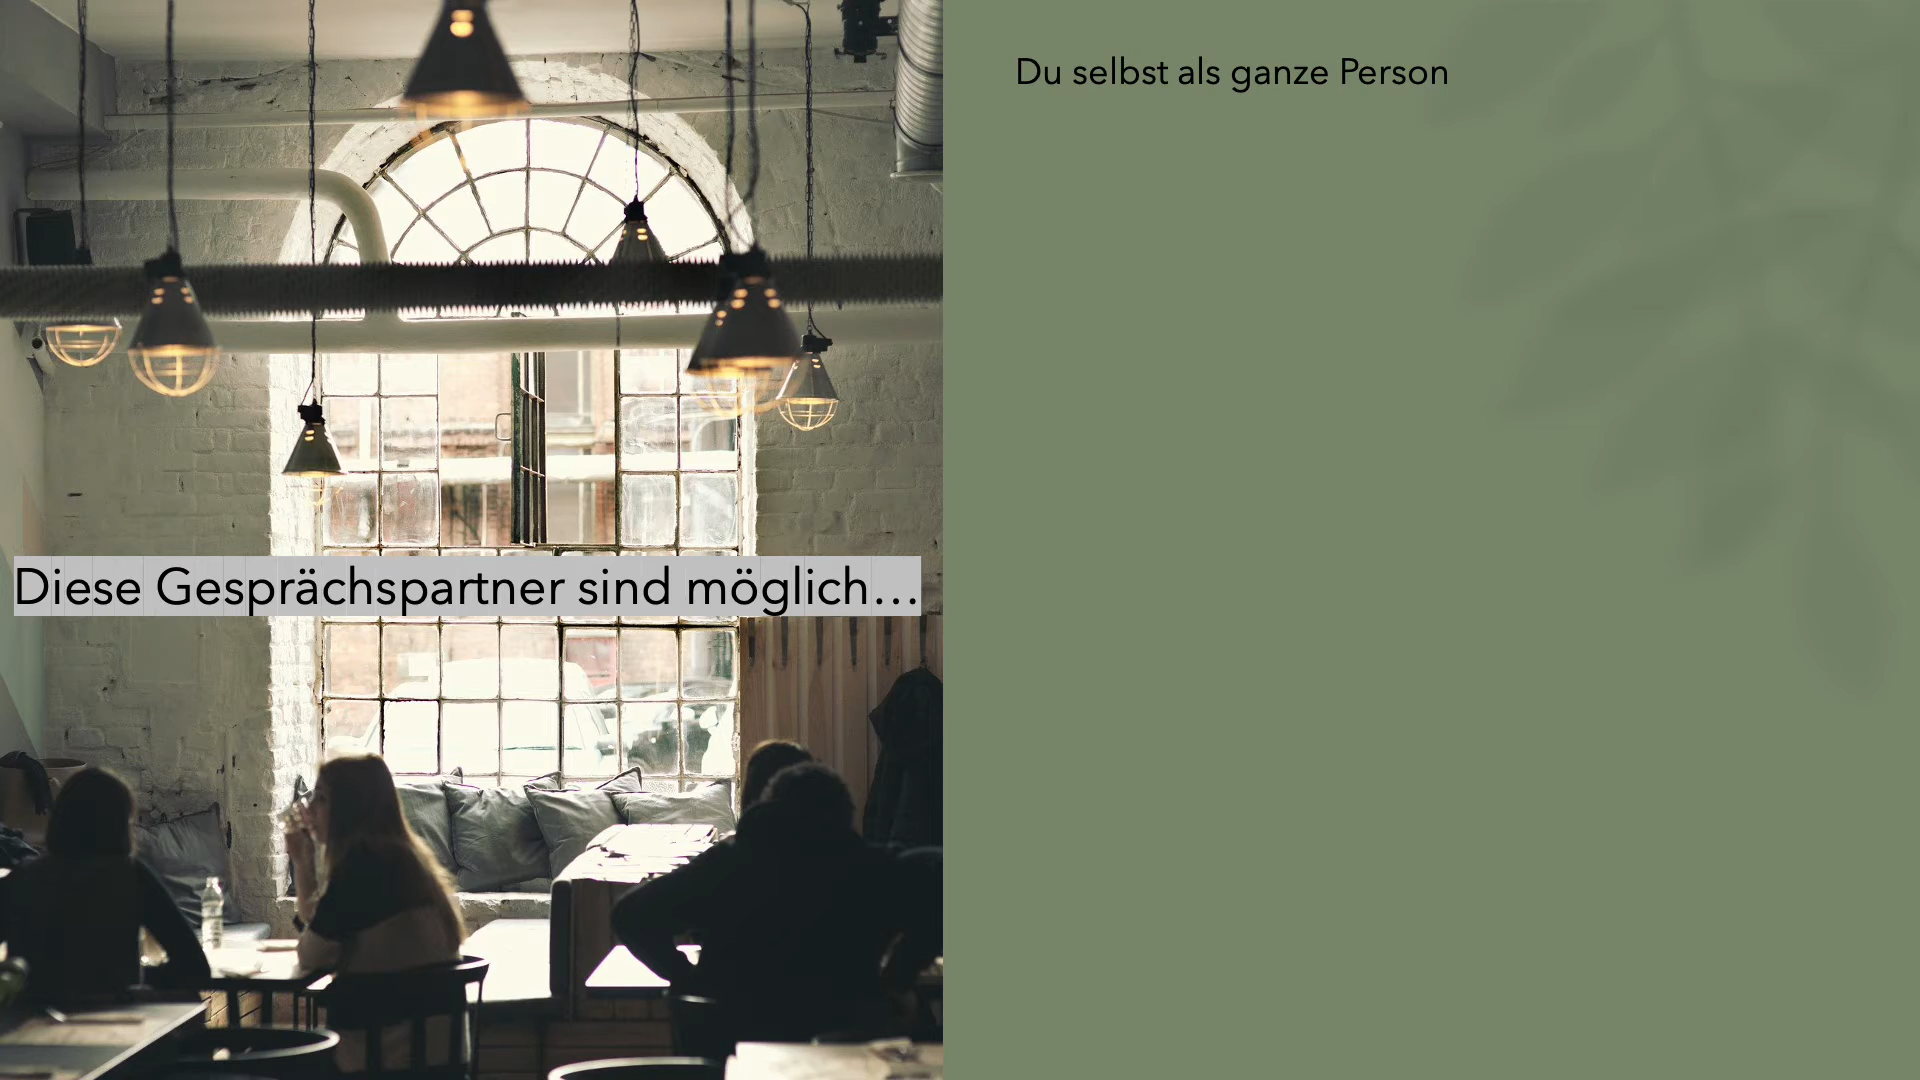 Diese Gesprächspartner sind möglich…
Du selbst als ganze Person